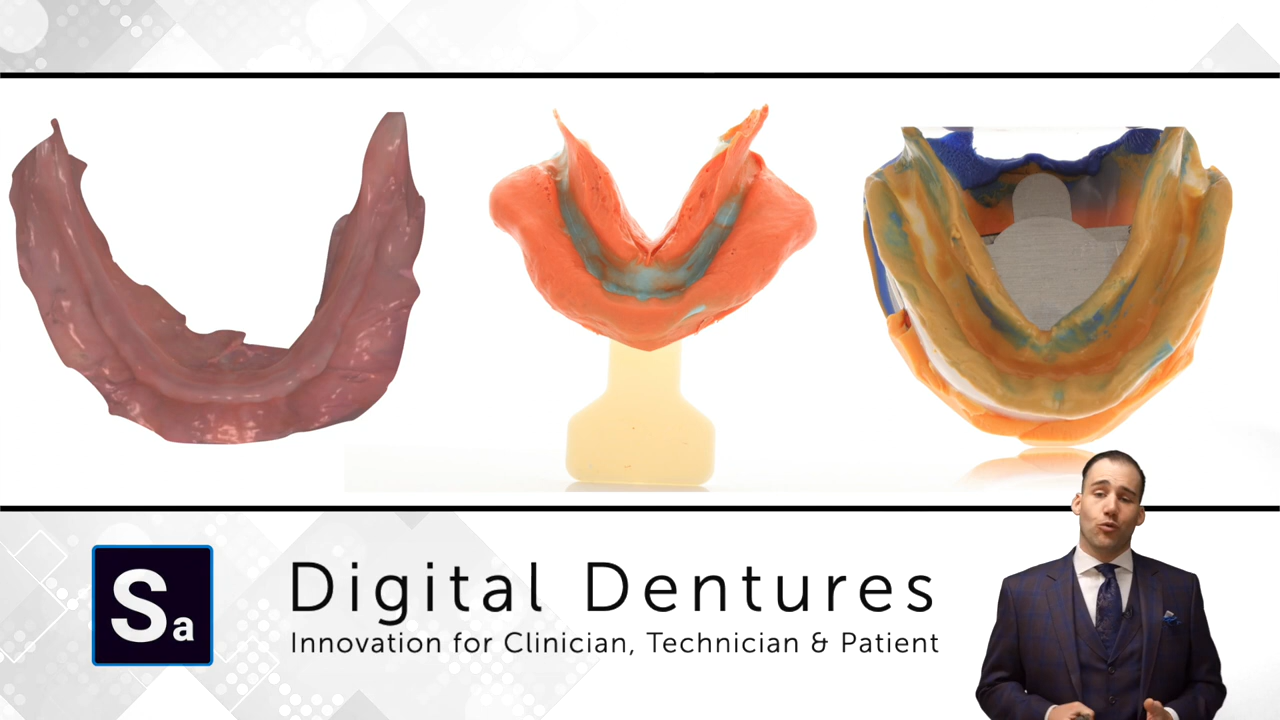 Sa
Digital Dentures
Innovation for Clinician, Technician & Patient